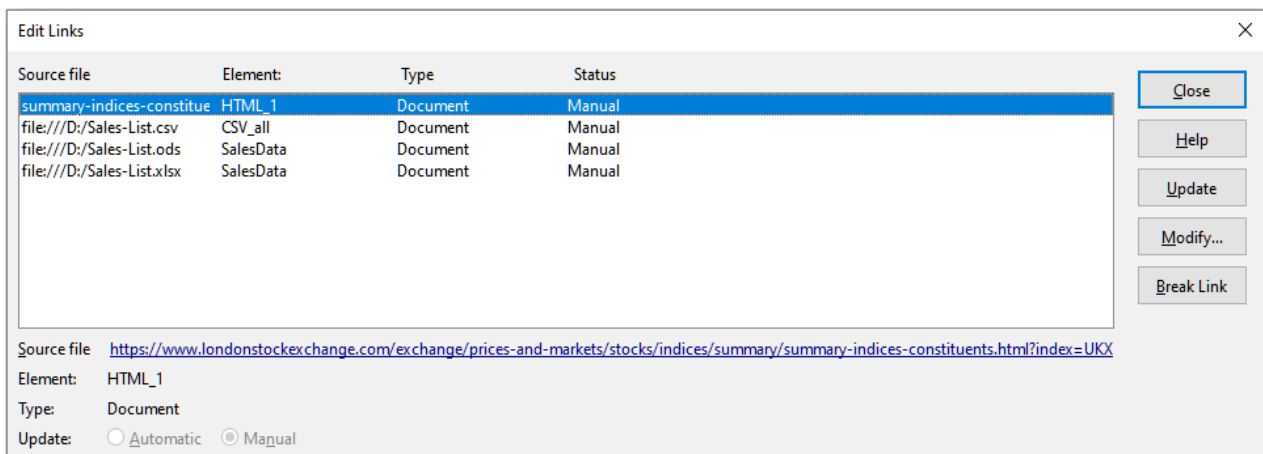 Edit Links
Source file Element: Type Status
summary-indices-constitue HTML_1 Document Manual
file:///D:/Sales-List.csv CSV_all Document Manual
file:///D:/Sales-List.ods SalesData Document Manual
file:///D:/Sales-List.xlsx SalesData Document Manual
Close
Help
Update
Modify...
Break Link
Source file https://www.londonstockexchange.com/exchange/prices-and-markets/stocks/indices/summary/summary-indices-constituents.html?index=UKX
Element: HTML_1
Type: Document
Update: Automatic Manual